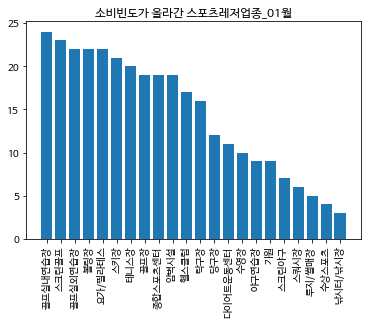 소비빈도가 올라간 스포츠레저업종_01월
25
20
15
10
5
0
골프실내연습장
스크린골프
골프실외연습장
볼링장
요가/필라테스
스키장
테니스장
골프장
종합스포츠센터
암벽시설
헬스클럽
탁구장
당구장
다이어트운동센터
수영장
야구연습장
기원
스크린야구
스쿼시장
루지/썰매장
수상스포츠
낚시터/낚시장